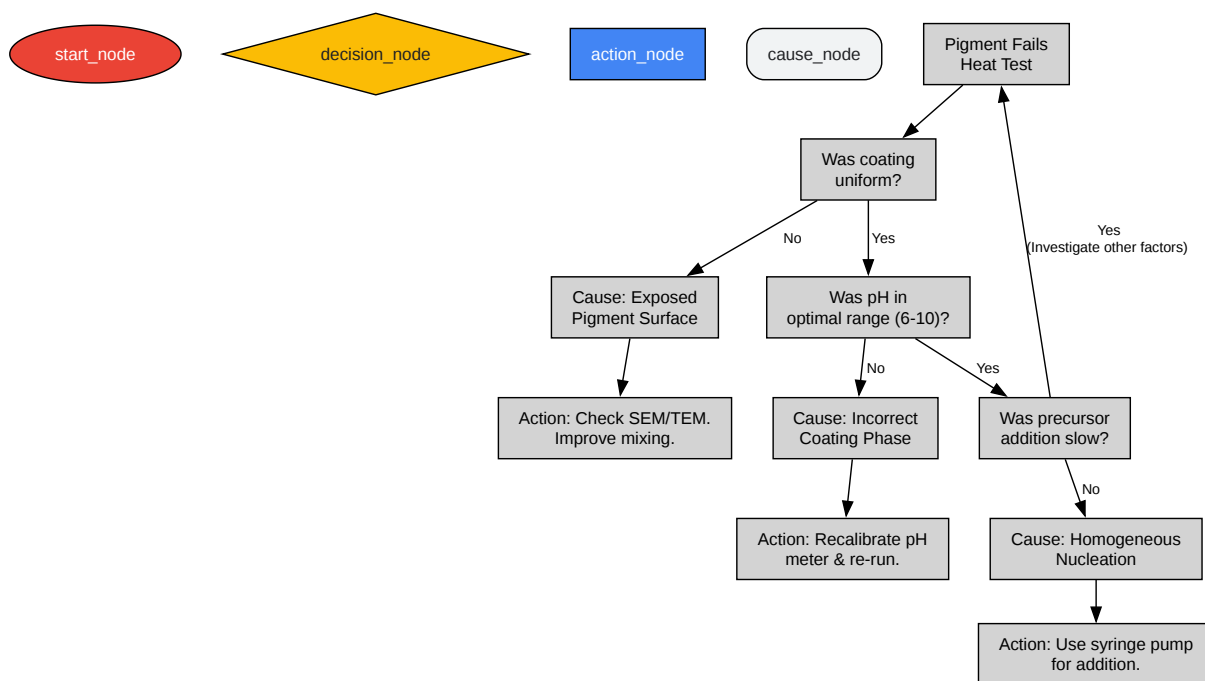 start_node
decision_node
action_node
cause_node
Pigment Fails
Heat Test
Was coating
uniform?
Yes
(Investigate other factors)
No
Yes
Cause: Exposed
Pigment Surface
Was pH in
optimal range (6-10)?
No
Yes
Action: Check SEM/TEM.
Improve mixing.
Cause: Incorrect
Coating Phase
Was precursor
addition slow?
No
Action: Recalibrate pH
meter & re-run.
Cause: Homogeneous
Nucleation
Action: Use syringe pump
for addition.